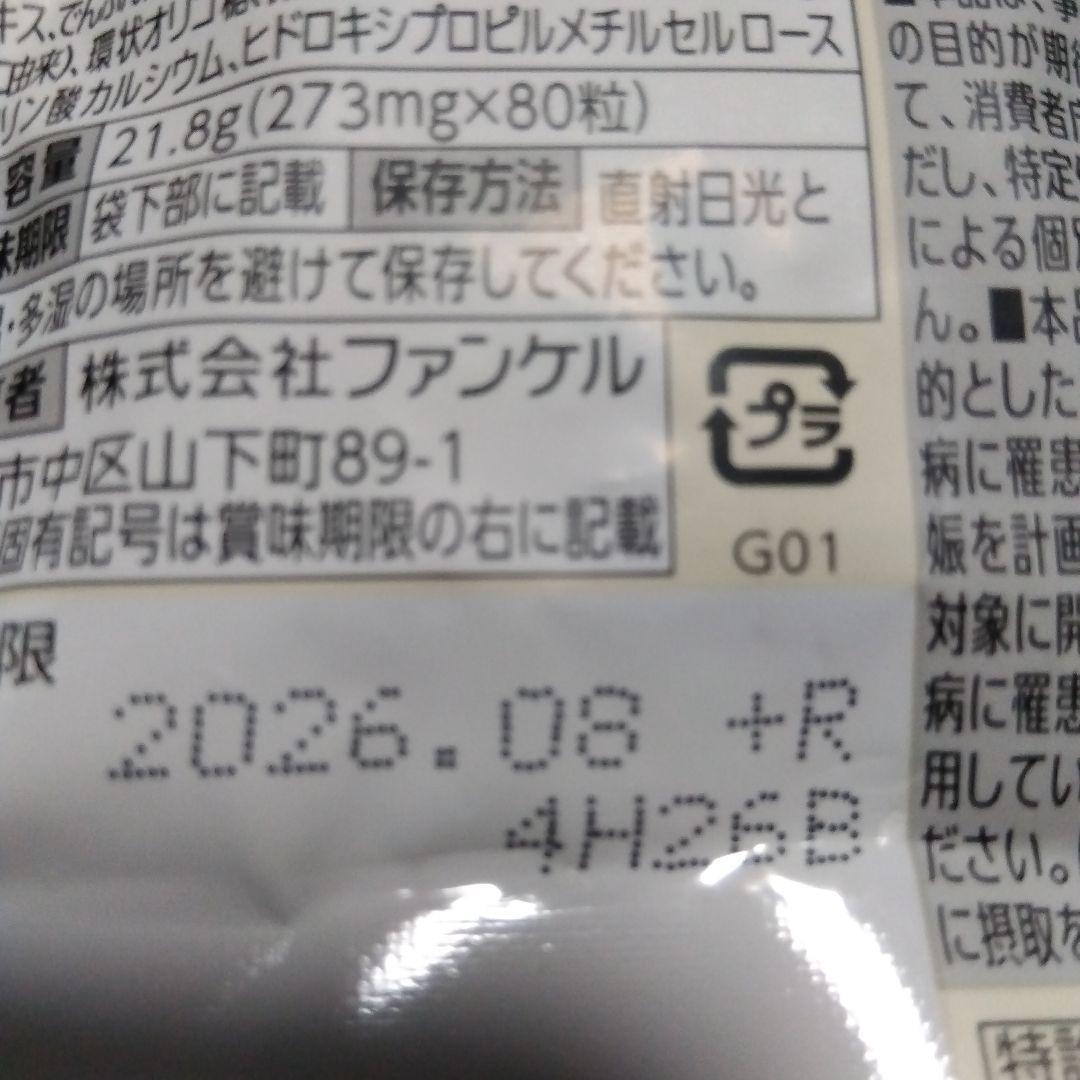 キス、でんぷん
由来)、環状オリゴ糖
リン酸カルシウム、ヒドロキシプロピルメチルセルロース
容量 21.8g(273mg×80粒)
味期限 袋下部に記載 保存方法 直射日光と
・多湿の場所を避けて保存してください。
者 株式会社ファンケル
市中区山下町89-1
固有記号は賞味期限の右に記載
プラ
G01
限
2026.08 +R
4H26B
の目的が期待
て、消費者
だし、特定
による個別
ん。■本品
的とした
病に罹患
娠を計画
対象に開
病に罹患
用してい
ださい。
に摂取を
特許